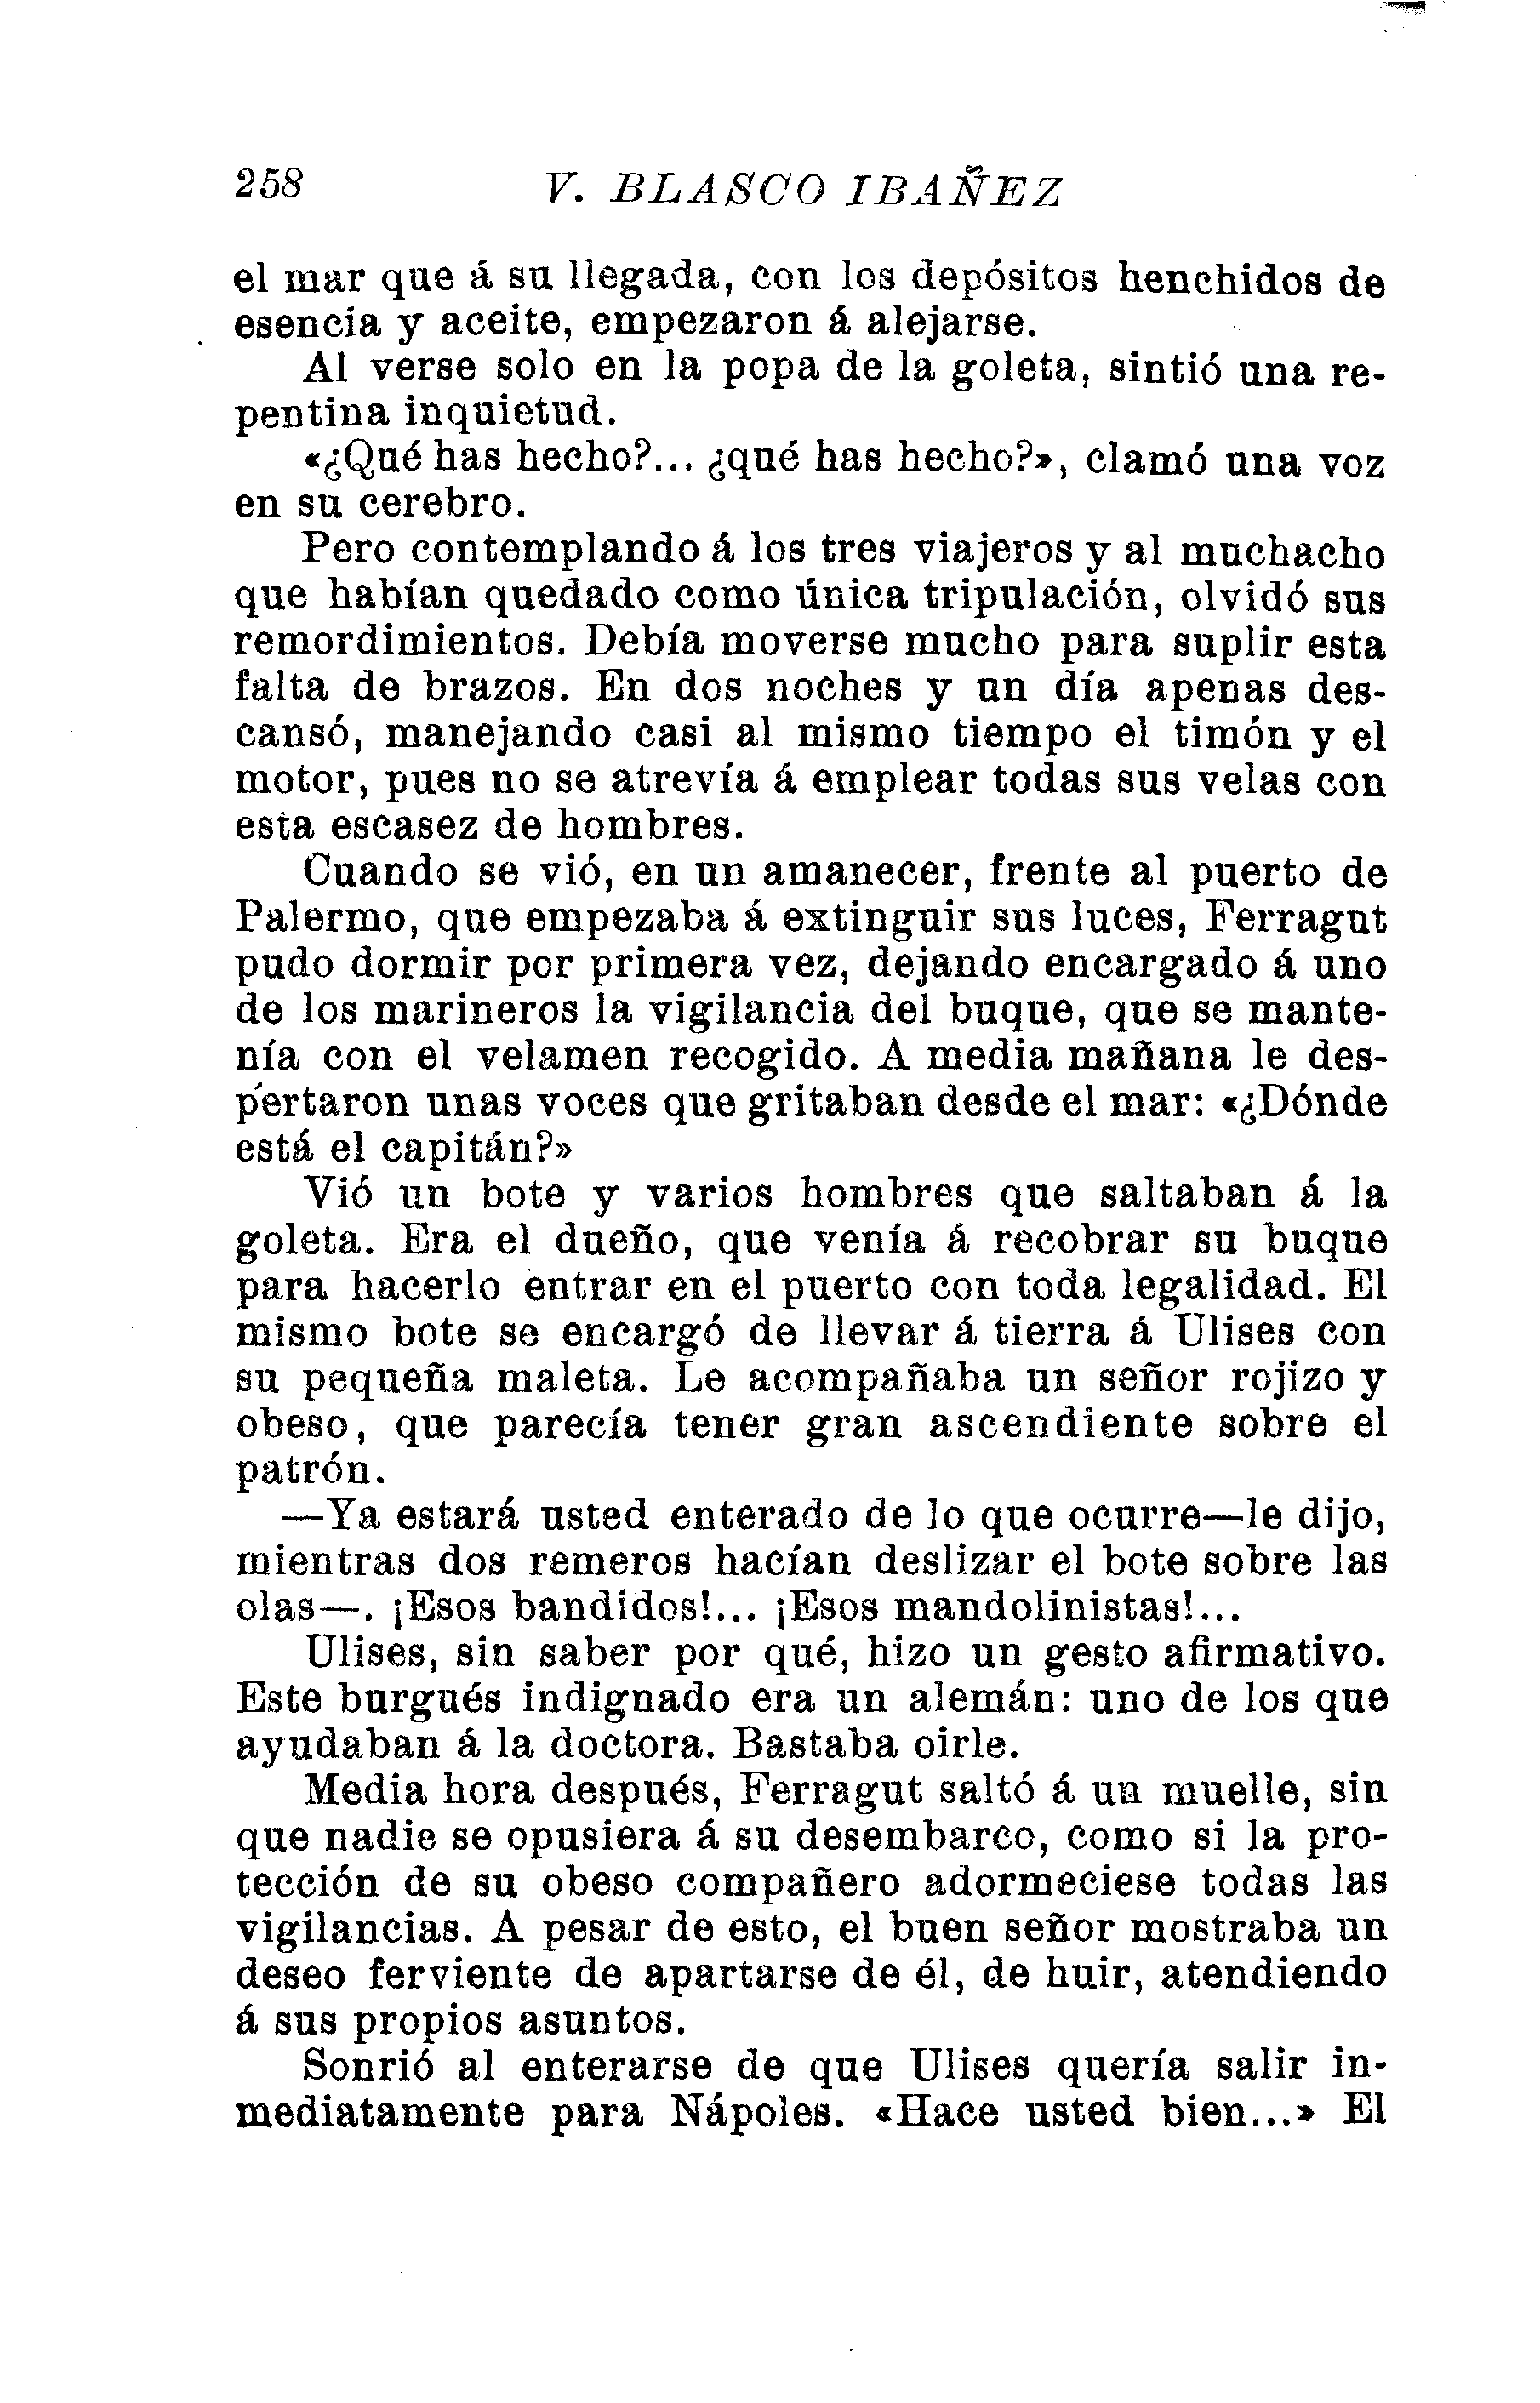 258 V. BLASCO IBAÑEZ
el mar que á su llegada, con los depósitos henchidos de
esencia y aceite, empezaron á alejarse.
Al verse solo en la popa de la goleta, sintió una re-
pentina inquietud.
«¿Qué has hecho?... ¿qué has hecho?», clamó una voz
en su cerebro.
Pero contemplando á los tres viajeros y al muchacho
que habían quedado como única tripulación, olvidó sus
remordimientos. Debía moverse mucho para suplir esta
falta de brazos. En dos noches y un día apenas des-
cansó, manejando casi al mismo tiempo el timón y el
motor, pues no se atrevía á emplear todas sus velas con
esta escasez de hombres.
Cuando se vió, en un amanecer, frente al puerto de
Palermo, que empezaba á extinguir sus luces, Ferragut
pudo dormir por primera vez, dejando encargado á uno
de los marineros la vigilancia del buque, que se mante-
nía con el velamen recogido. A media mañana le des-
pertaron unas voces que gritaban desde el mar: «¿Dónde
está el capitán?»
Vió un bote y varios hombres que saltaban á la
goleta. Era el dueño, que venía á recobrar su buque
para hacerlo entrar en el puerto con toda legalidad. El
mismo bote se encargó de llevar á tierra á Ulises con
su pequeña maleta. Le acompañaba un señor rojizo y
obeso, que parecía tener gran ascendiente sobre el
patrón.
—Ya estará usted enterado de lo que ocurre—le dijo,
mientras dos remeros hacían deslizar el bote sobre las
olas—. ¡Esos bandidos!... ¡Esos mandolinistas!...
Ulises, sin saber por qué, hizo un gesto afirmativo.
Este burgués indignado era un alemán: uno de los que
ayudaban á la doctora. Bastaba oirle.
Media hora después, Ferragut saltó á un muelle, sin
que nadie se opusiera á su desembarco, como si la pro-
tección de su obeso compañero adormeciese todas las
vigilancias. A pesar de esto, el buen señor mostraba un
deseo ferviente de apartarse de él, de huir, atendiendo
á sus propios asuntos.
Sonrió al enterarse de que Ulises quería salir in-
mediatamente para Nápoles. «Hace usted bien...» El